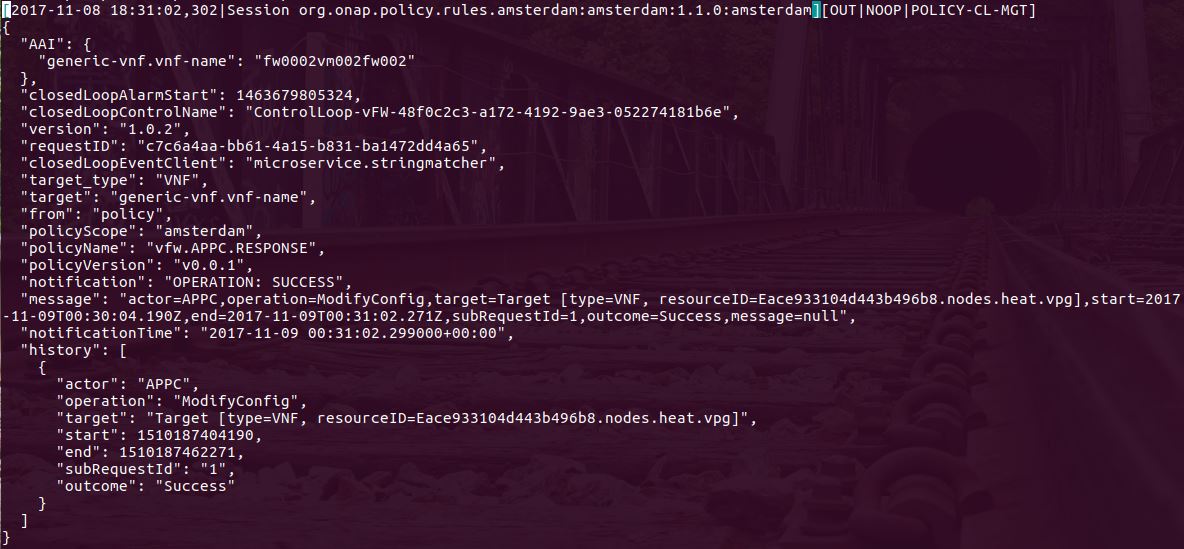 [2017-11-08 18:31:02,302|Session org.onap.policy.rules.amsterdam:amsterdam:1.1.0:amsterdam][OUT|NOOP|POLICY-CL-MGT]
{
  "AAI": {
    "generic-vnf.vnf-name": "fw0002vm002fw002"
  },
  "closedLoopAlarmStart": 1463679805324,
  "closedLoopControlName": "ControlLoop-vFW-48f0c2c3-a172-4192-9ae3-052274181b6e",
  "version": "1.0.2",
  "requestID": "c7c6a4aa-bb61-4a15-b831-ba1472dd4a65",
  "closedLoopEventClient": "microservice.stringmatcher",
  "target_type": "VNF",
  "target": "generic-vnf.vnf-name",
  "from": "policy",
  "policyScope": "amsterdam",
  "policyName": "vfw.APPC.RESPONSE",
  "policyVersion": "v0.0.1",
  "notification": "OPERATION: SUCCESS",
  "message": "actor=APPC,operation=ModifyConfig,target=Target [type=VNF, resourceID=Eace933104d443b496b8.nodes.heat.vpg],start=2017
-11-09T00:30:04.190Z,end=2017-11-09T00:31:02.271Z,subRequestId=1,outcome=Success,message=null",
  "notificationTime": "2017-11-09 00:31:02.299000+00:00",
  "history": [
    {
      "actor": "APPC",
      "operation": "ModifyConfig",
      "target": "Target [type=VNF, resourceID=Eace933104d443b496b8.nodes.heat.vpg]",
      "start": 1510187404190,
      "end": 1510187462271,
      "subRequestId": "1",
      "outcome": "Success"
    }
  ]
}